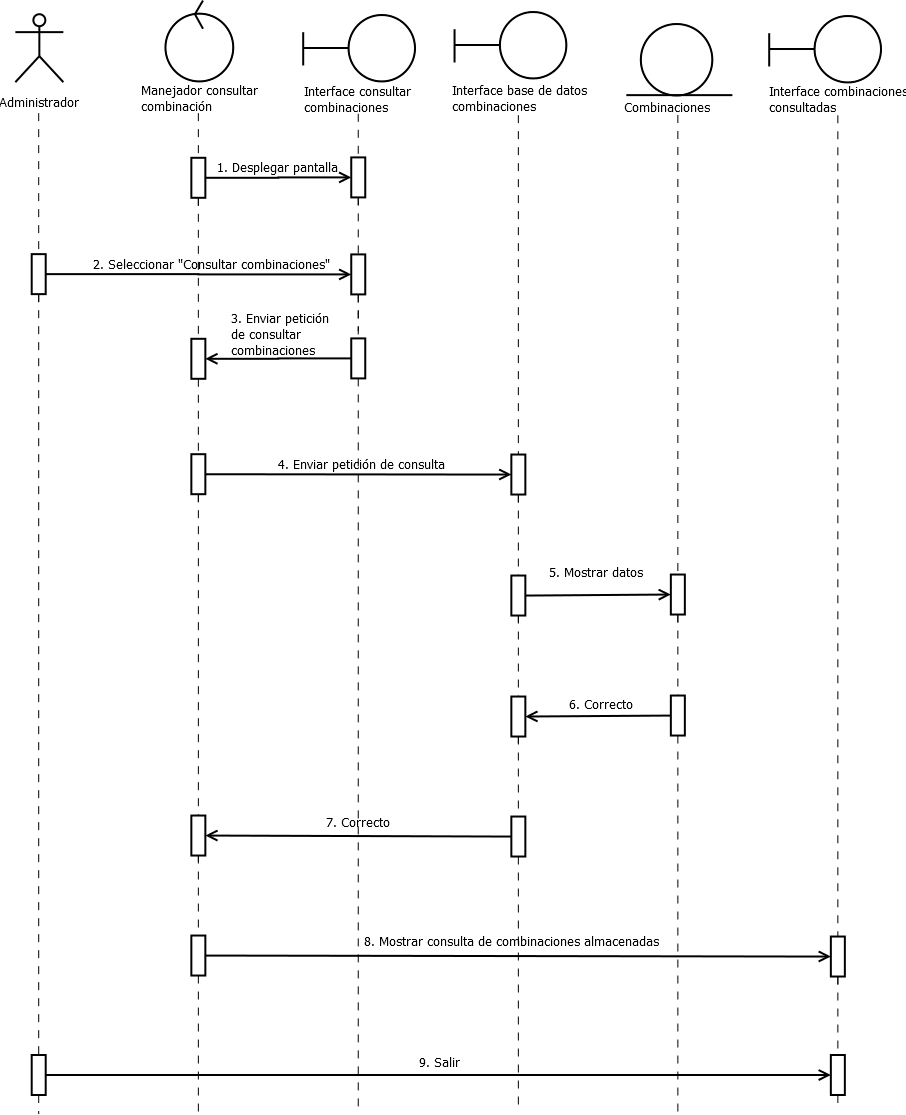 Administrador
Manejador consultar
combinación
Interface consultar
combinaciones
Interface base de datos
combinaciones
Combinaciones
Interface combinaciones
consultadas
1. Desplegar pantalla
2. Seleccionar "Consultar combinaciones"
3. Enviar petición
de consultar
combinaciones
4. Enviar petidión de consulta
5. Mostrar datos
6. Correcto
7. Correcto
8. Mostrar consulta de combinaciones almacenadas
9. Salir